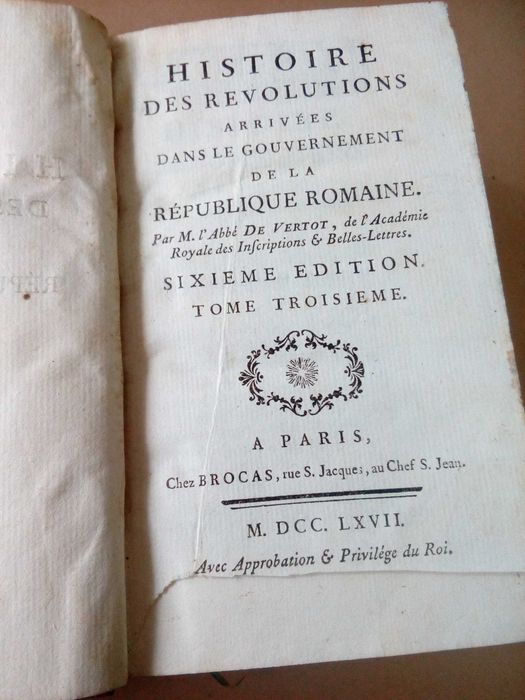 HISTOIRE
DES REVOLUTIONS
ARRIVÉES
DANS LE GOUVERNEMENT
DE LA
RÉPUBLIQUE ROMAINE.
Par M. l'Abbé DE VERTOT, de l'Académie
Royale des Inſcriptions & Belles-Lettres.
SIXIEME EDITION.
TOME TROISIEME.
A PARIS,
Chez BROCAS, rue S. Jacques, au Chef S. Jean.
M. DCC. LXVII.
Avec Approbation & Privilége du Roi.